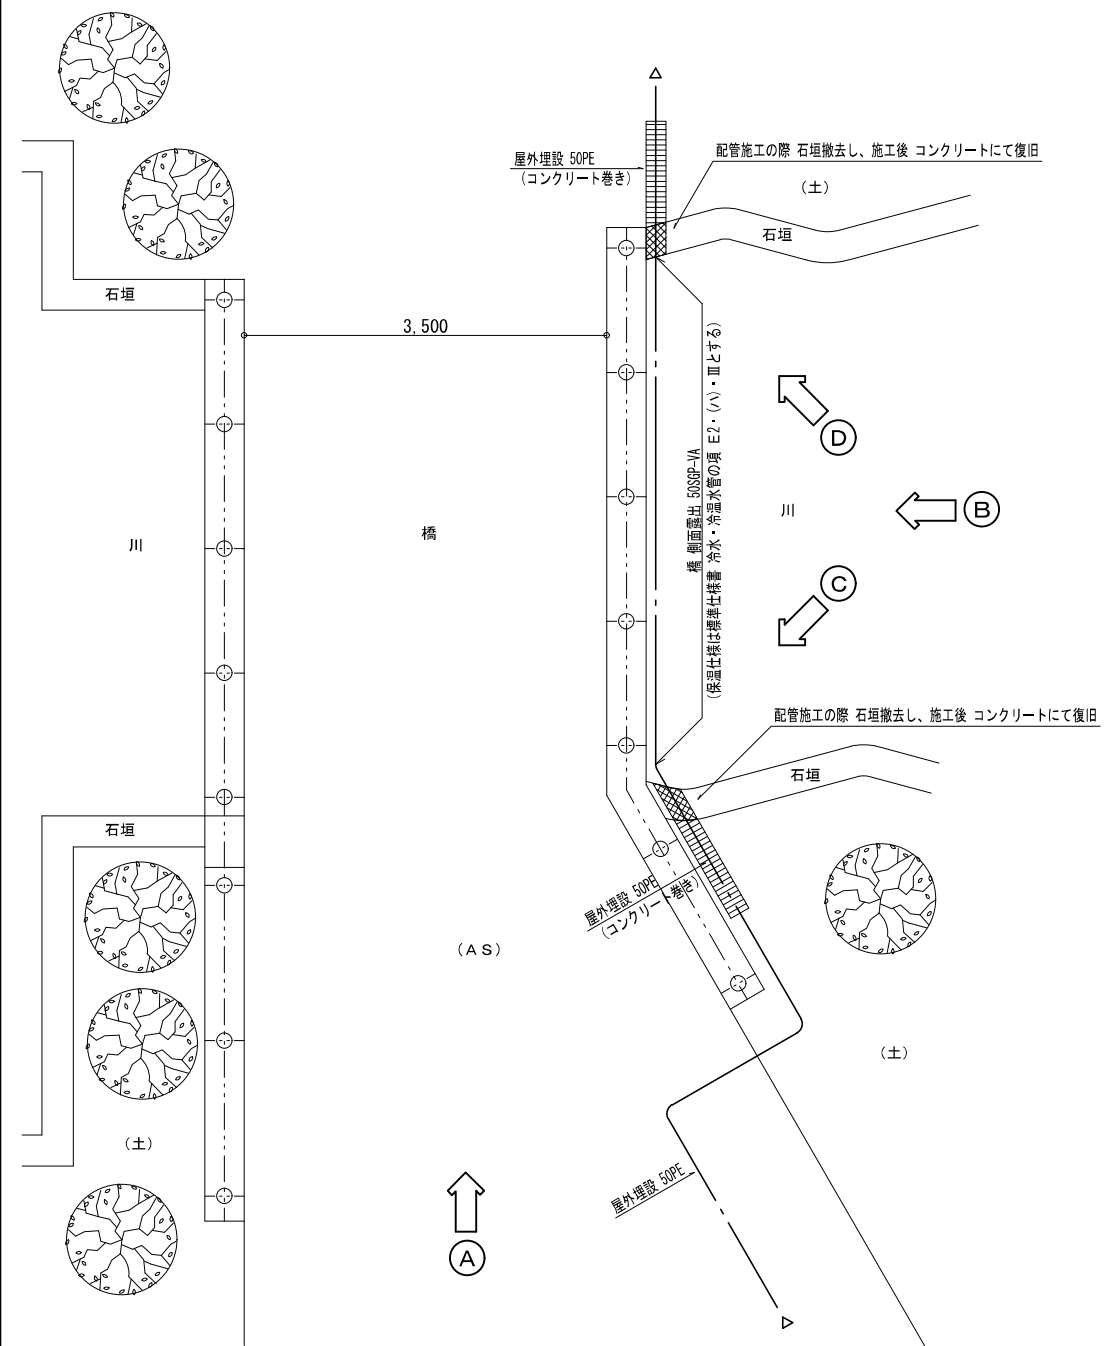 屋外埋設 50PE
(コンクリート巻き)
配管施工の際 石垣撤去し、施工後 コンクリートにて復旧
(土)
石垣
石垣
3,500
橋 側面露出 50SGP-VA
(保温仕様は標準仕様書 冷水・冷温水管の項 E2・(ハ)・Ⅲとする)
D
B
川
橋
川
C
配管施工の際 石垣撤去し、施工後 コンクリートにて復旧
石垣
石垣
屋外埋設 50PE
(コンクリート巻き)
(AS)
(土)
(土)
屋外埋設 50PE
A